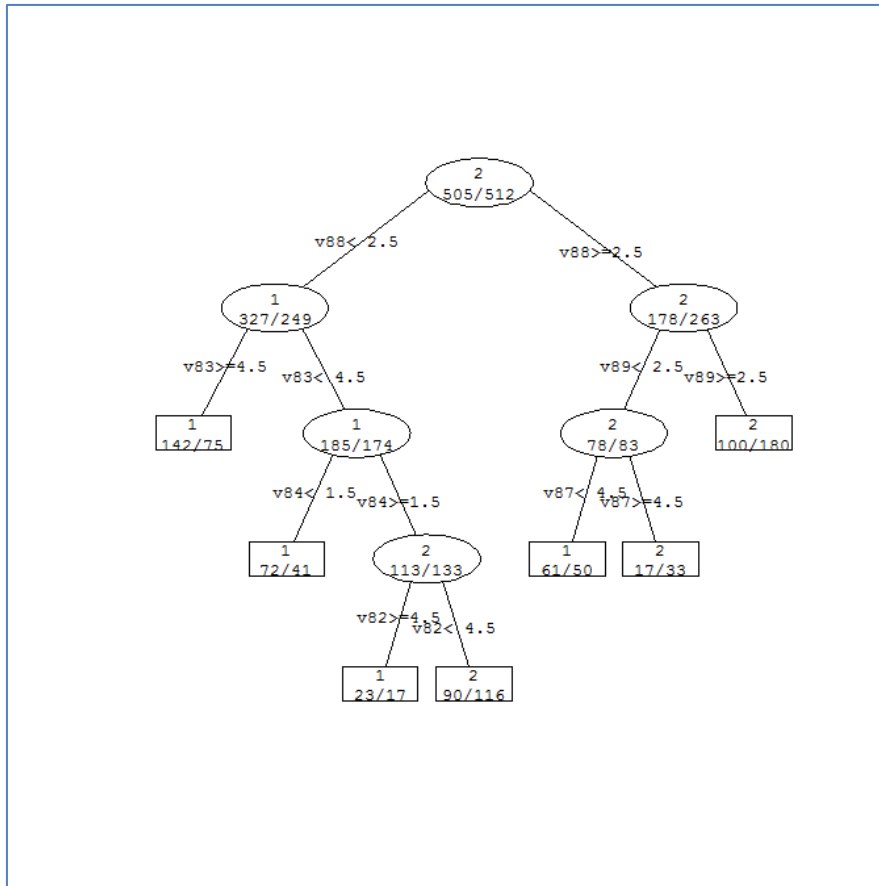 2
505/512
v88< 2.5
v88>=2.5
1
327/249
2
178/263
v83>=4.5
v83< 4.5
v89< 2.5
v89>=2.5
1
142/75
1
185/174
2
78/83
2
100/180
v84< 1.5
v84>=1.5
v87< 4.5
v87>=4.5
1
72/41
2
113/133
1
61/50
2
17/33
v82>=4.5
v82< 4.5
1
23/17
2
90/116